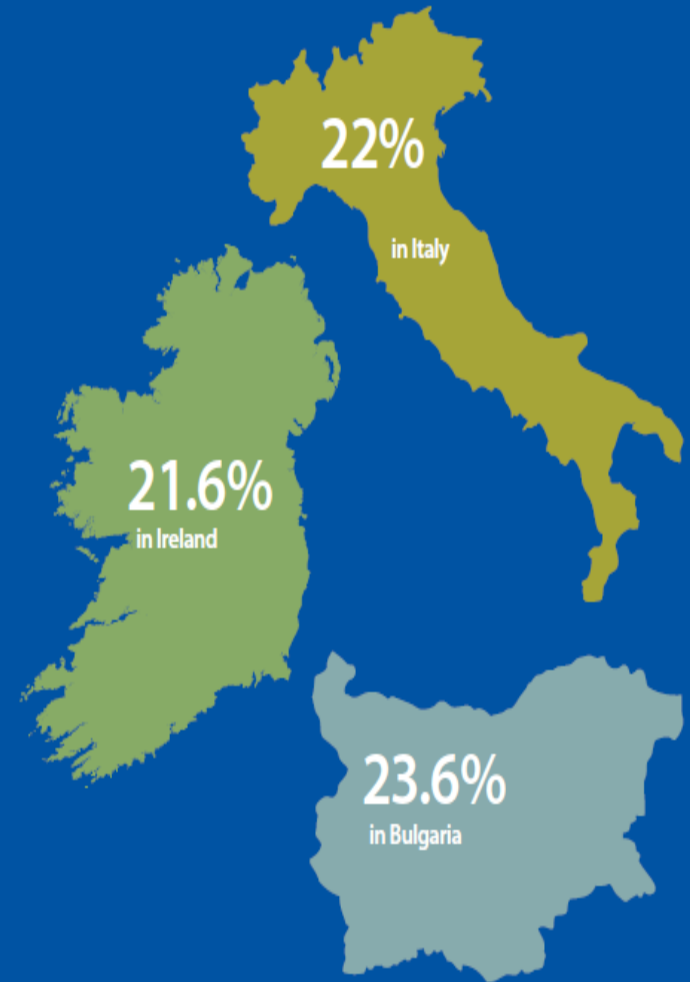 22%
in Italy
21.6%
in Ireland
23.6%
in Bulgaria